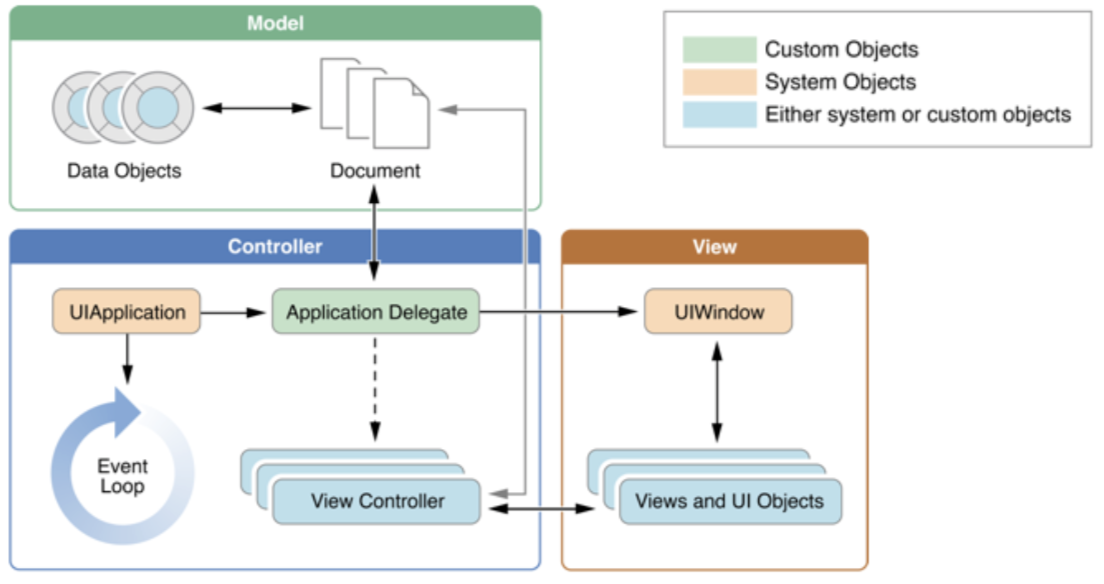 Model
Custom Objects
System Objects
Either system or custom objects
Data Objects
Document
Controller
View
UIApplication
Application Delegate
UIWindow
Event
Loop
View Controller
Views and UI Objects